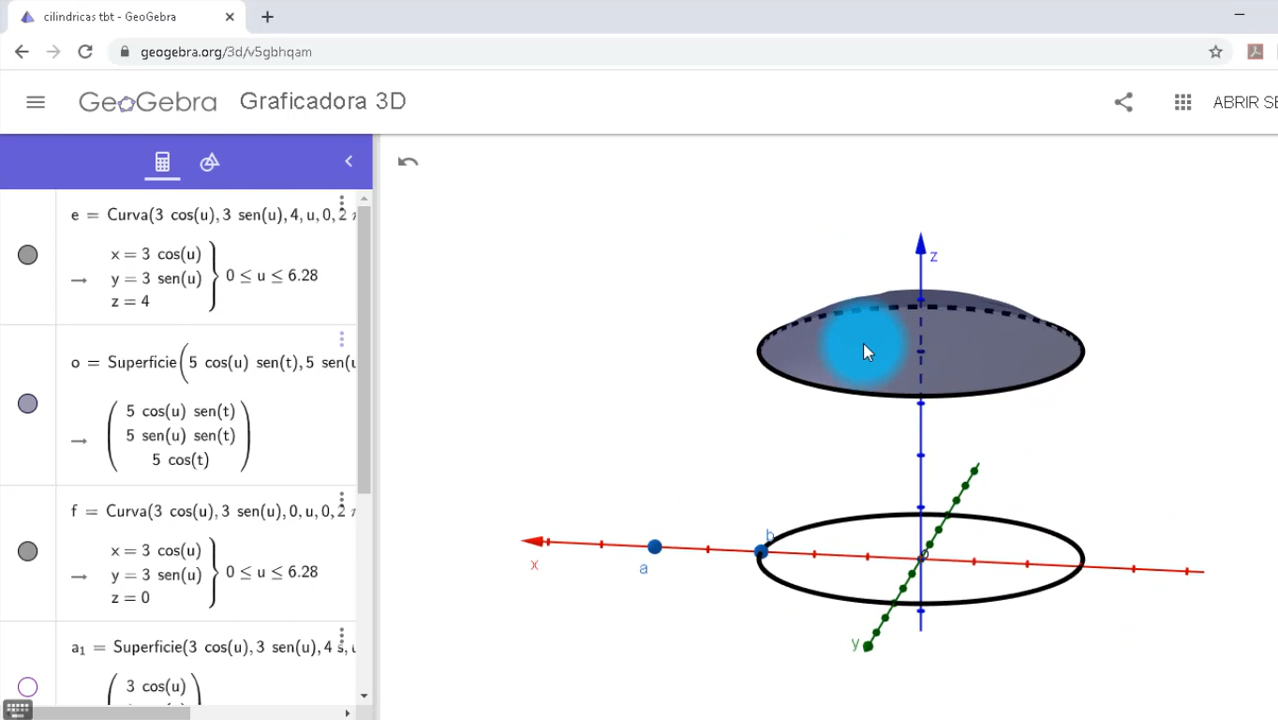 cilindricas tbt - GeoGebra
geogebra.org/3d/v5gbhqam
GeoGebra Graficadora 3D
ABRIR SE
e = Curva(3 cos(u), 3 sen(u), 4, u, 0, 2 π
x = 3 cos(u)
→ y = 3 sen(u) } 0 ≤ u ≤ 6.28
z = 4
o = Superficie(5 cos(u) sen(t), 5 sen(u
5 cos(u) sen(t)
→ 5 sen(u) sen(t)
5 cos(t)
f = Curva(3 cos(u), 3 sen(u), 0, u, 0, 2 π
x = 3 cos(u)
→ y = 3 sen(u) } 0 ≤ u ≤ 6.28
z = 0
a₁ = Superficie(3 cos(u), 3 sen(u), 4 s, u
3 cos(u)
z
b
x
a
y